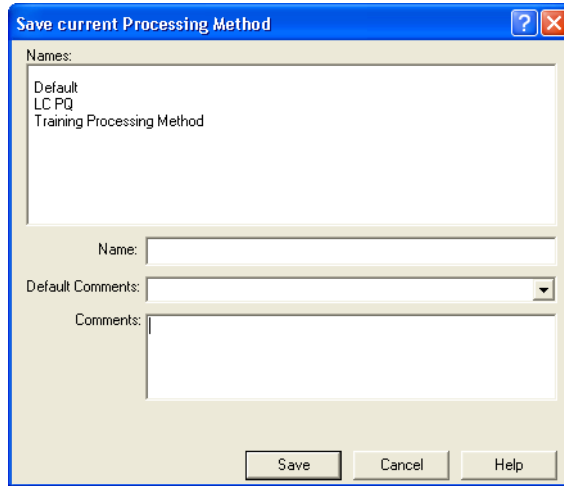 Save current Processing Method
Names:
Default
LC PQ
Training Processing Method
Name:
Default Comments:
Comments:
Save Cancel Help